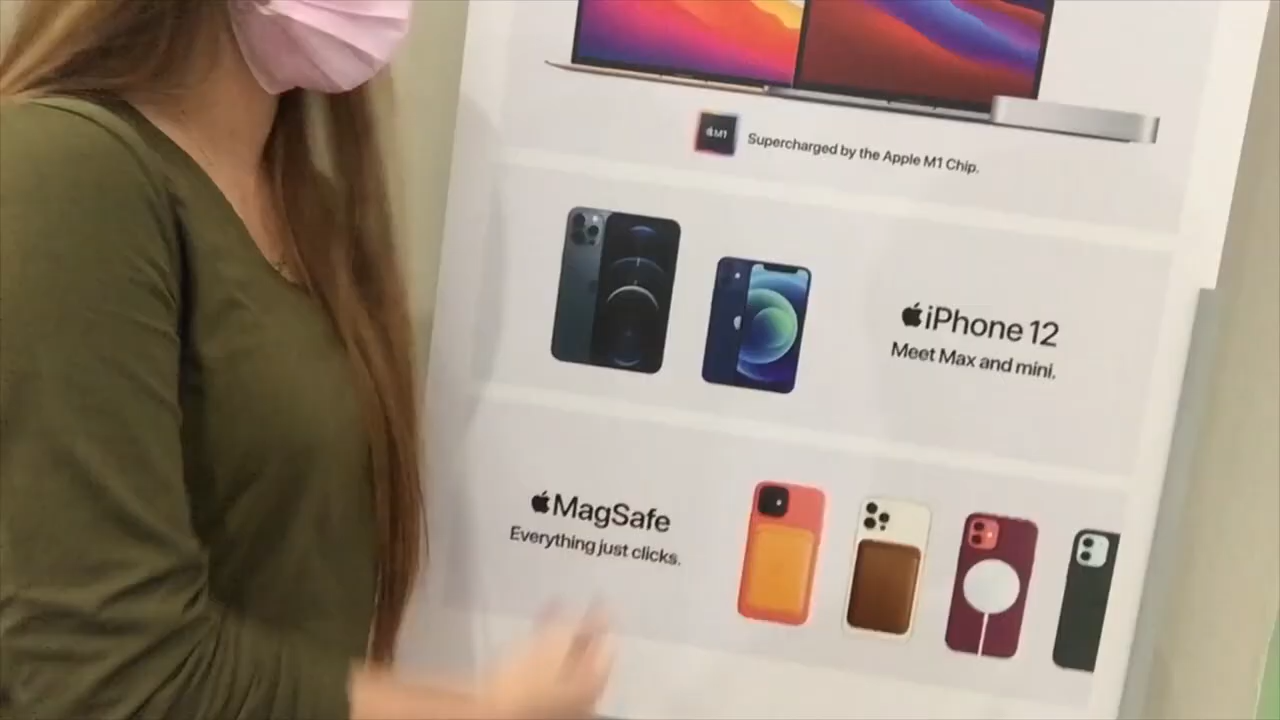 M1
Supercharged by the Apple M1 Chip.
iPhone 12
Meet Max and mini.
MagSafe
Everything just clicks.